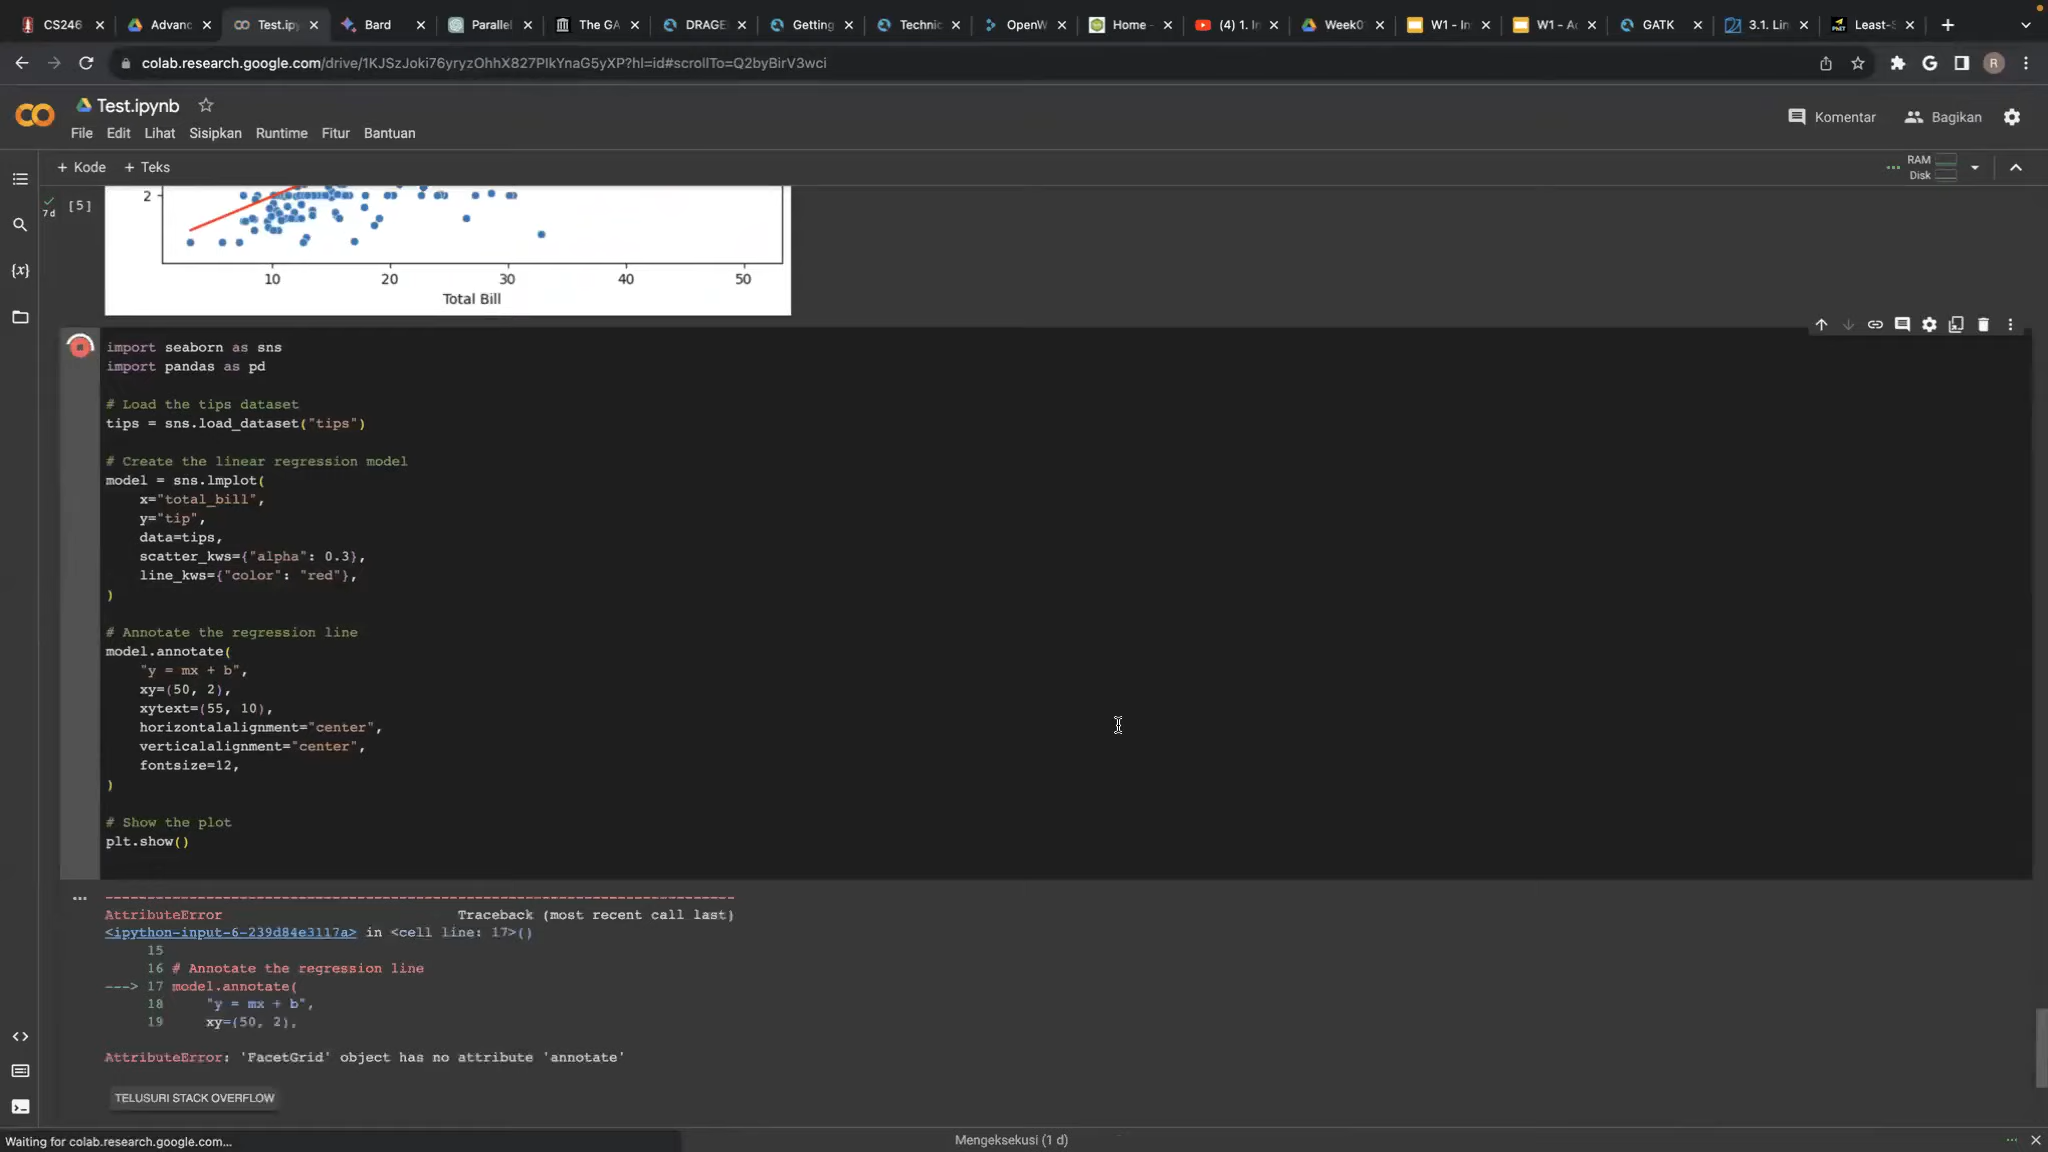 CS246
Advanc
Test.ip
Bard
Parallel
The GA
DRAGE
Getting
Technic
OpenW
Home -
(4) 1. In
Week0
W1 - In
W1 - Ac
GATK
3.1. Lin
Least-S
colab.research.google.com/drive/1KJSzJoki76yryzOhhX827PlkYnaG5yXP?hl=id#scrollTo=Q2byBirV3wci
R
Test.ipynb
Komentar
Bagikan
File Edit Lihat Sisipkan Runtime Fitur Bantuan
+ Kode + Teks
RAM
Disk
7d
[5]
2
10 20 30 40 50
Total Bill
import seaborn as sns
import pandas as pd
# Load the tips dataset
tips = sns.load_dataset("tips")
# Create the linear regression model
model = sns.lmplot(
x="total_bill",
y="tip",
data=tips,
scatter_kws={"alpha": 0.3},
line_kws={"color": "red"},
)
# Annotate the regression line
model.annotate(
"y = mx + b",
xy=(50, 2),
xytext=(55, 10),
horizontalalignment="center",
verticalalignment="center",
fontsize=12,
)
# Show the plot
plt.show()
AttributeError Traceback (most recent call last)
<ipython-input-6-239d84e3117a> in <cell line: 17>()
15
16 # Annotate the regression line
---> 17 model.annotate(
18 "y = mx + b",
19 xy=(50, 2),
AttributeError: 'FacetGrid' object has no attribute 'annotate'
TELUSURI STACK OVERFLOW
Waiting for colab.research.google.com...
Mengeksekusi (1 d)